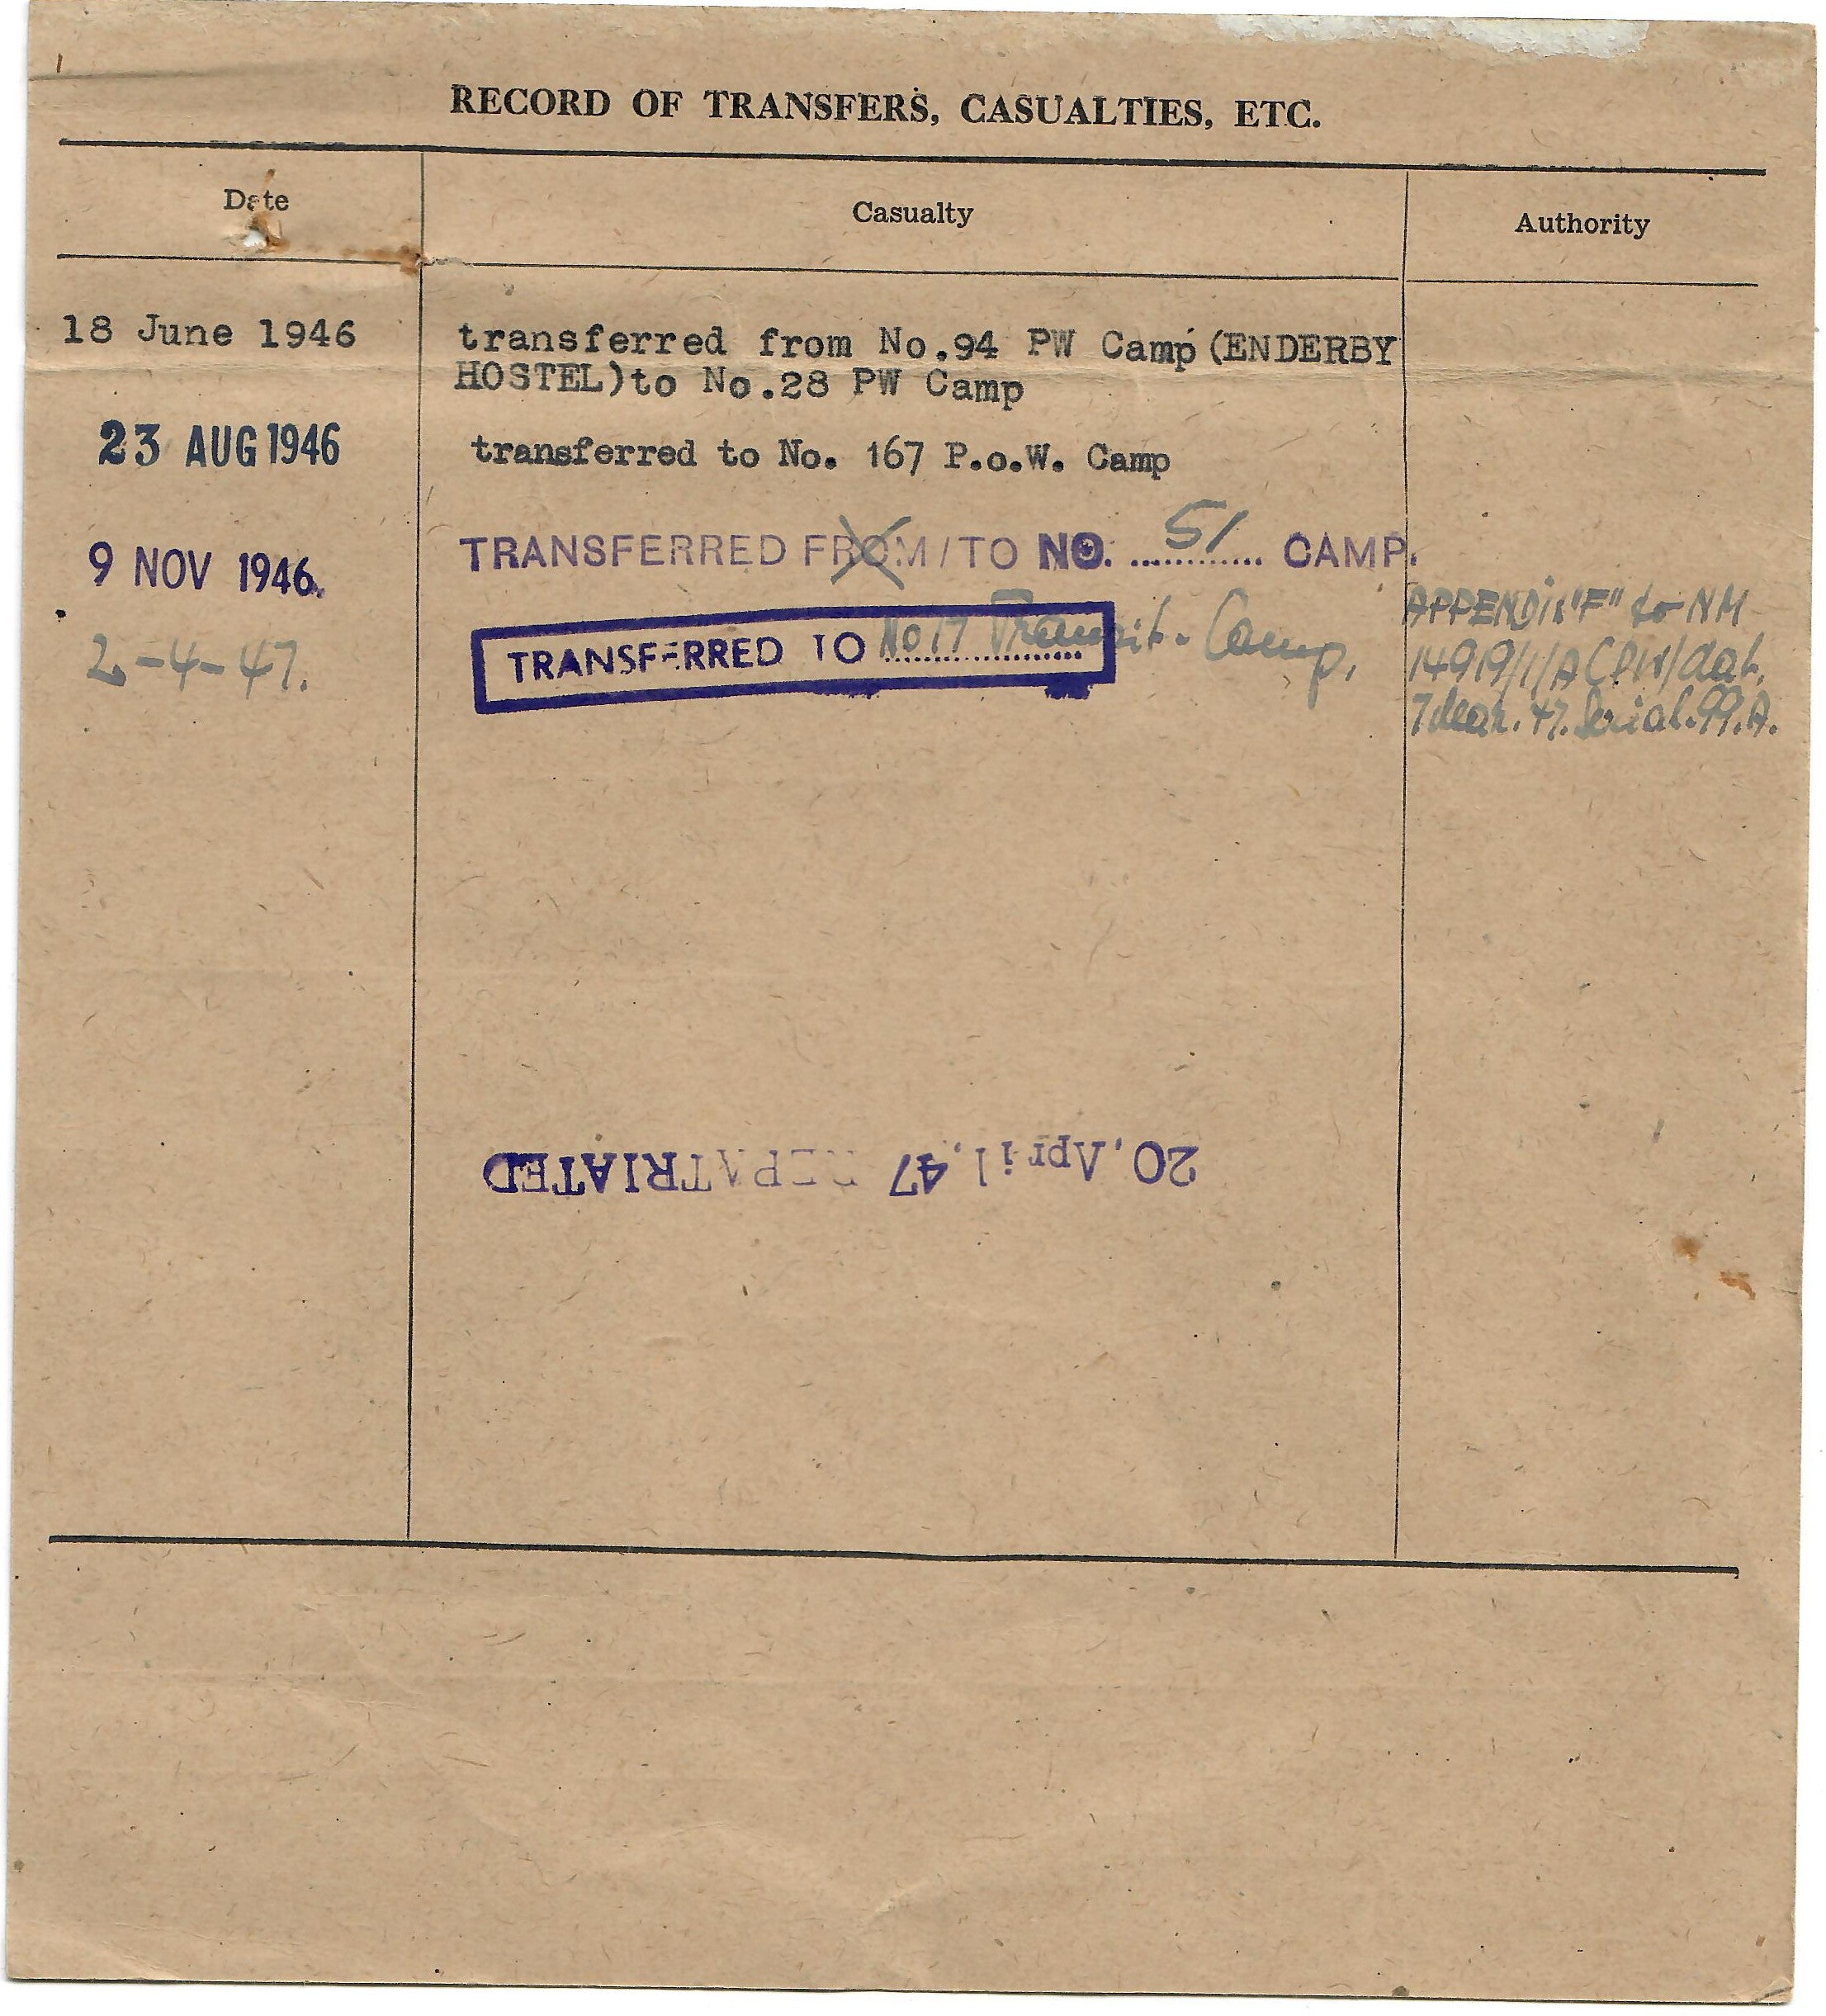 RECORD OF TRANSFERS, CASUALTIES, ETC.
Date
Casualty
Authority
18 June 1946
transferred from No.94 PW Camp (ENDERBY
HOSTEL)to No.28 PW Camp
23 AUG 1946
transferred to No. 167 P.o.W. Camp
9 NOV 1946.
TRANSFERRED FROM / TO NO. 51 CAMP.
2-4-47.
TRANSFERRED TO No 17 Transit. Camp.
APPENDix "F" to NM
14919/1/A(PW) dat.
7 Mar. 47. Serial. 99. A.
20, April, 47 REPATRIATED